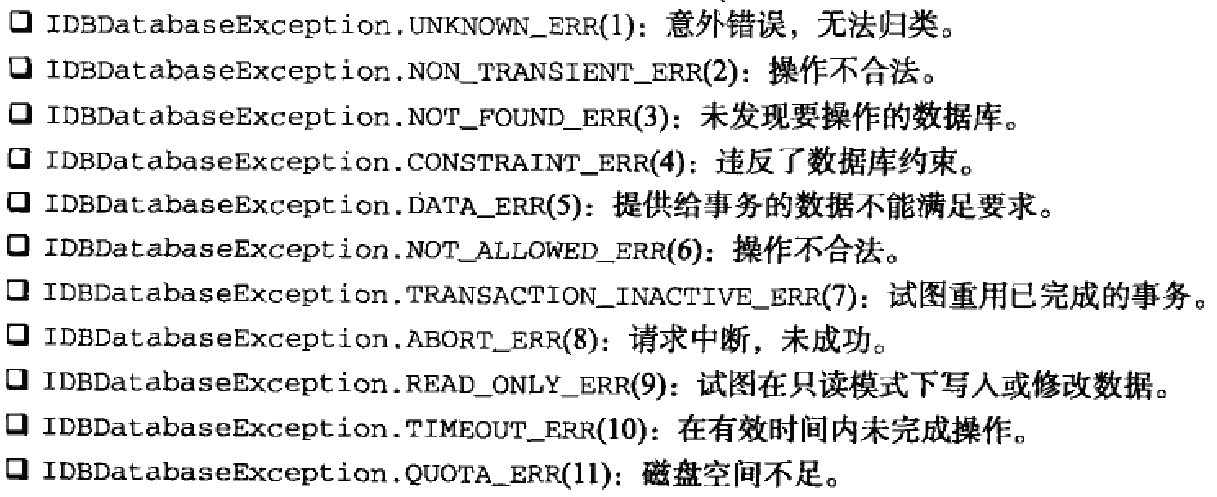 ❑ IDBDatabaseException.UNKNOWN_ERR(1)：意外错误，无法归类。
❑ IDBDatabaseException.NON_TRANSIENT_ERR(2)：操作不合法。
❑ IDBDatabaseException.NOT_FOUND_ERR(3)：未发现要操作的数据库。
❑ IDBDatabaseException.CONSTRAINT_ERR(4)：违反了数据库约束。
❑ IDBDatabaseException.DATA_ERR(5)：提供给事务的数据不能满足要求。
❑ IDBDatabaseException.NOT_ALLOWED_ERR(6)：操作不合法。
❑ IDBDatabaseException.TRANSACTION_INACTIVE_ERR(7)：试图重用已完成的事务。
❑ IDBDatabaseException.ABORT_ERR(8)：请求中断，未成功。
❑ IDBDatabaseException.READ_ONLY_ERR(9)：试图在只读模式下写入或修改数据。
❑ IDBDatabaseException.TIMEOUT_ERR(10)：在有效时间内未完成操作。
❑ IDBDatabaseException.QUOTA_ERR(11)：磁盘空间不足。